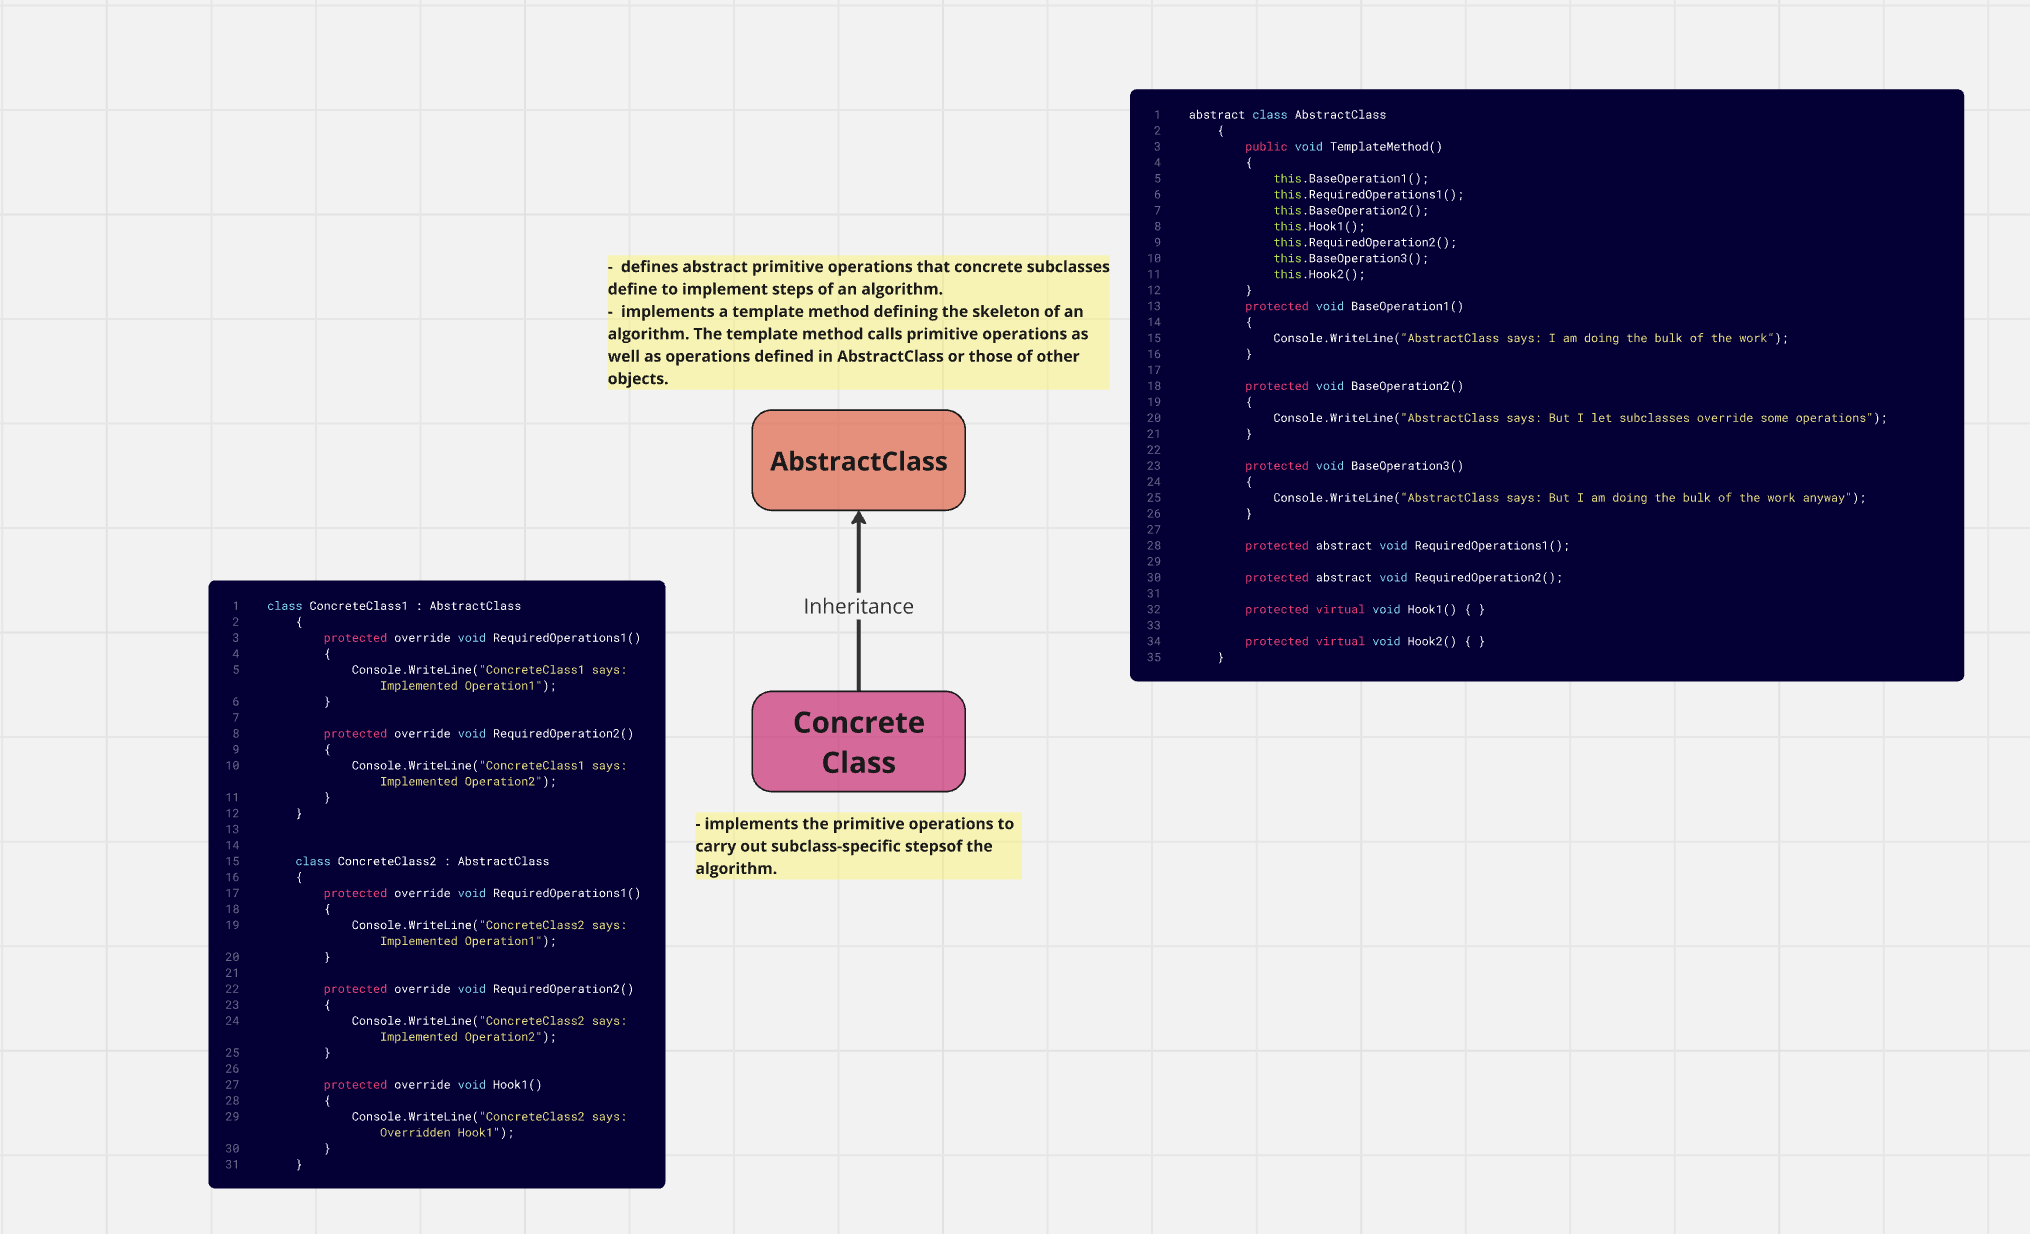 -  defines abstract primitive operations that concrete subclasses
define to implement steps of an algorithm.
-  implements a template method defining the skeleton of an
algorithm. The template method calls primitive operations as
well as operations defined in AbstractClass or those of other
objects.
AbstractClass
Inheritance
Concrete
Class
- implements the primitive operations to
carry out subclass-specific stepsof the
algorithm.
1 abstract class AbstractClass
2 {
3 public void TemplateMethod()
4 {
5 this.BaseOperation1();
6 this.RequiredOperations1();
7 this.BaseOperation2();
8 this.Hook1();
9 this.RequiredOperation2();
10 this.BaseOperation3();
11 this.Hook2();
12 }
13 protected void BaseOperation1()
14 {
15 Console.WriteLine("AbstractClass says: I am doing the bulk of the work");
16 }
17
18 protected void BaseOperation2()
19 {
20 Console.WriteLine("AbstractClass says: But I let subclasses override some operations");
21 }
22
23 protected void BaseOperation3()
24 {
25 Console.WriteLine("AbstractClass says: But I am doing the bulk of the work anyway");
26 }
27
28 protected abstract void RequiredOperations1();
29
30 protected abstract void RequiredOperation2();
31
32 protected virtual void Hook1() { }
33
34 protected virtual void Hook2() { }
35 }
1 class ConcreteClass1 : AbstractClass
2 {
3 protected override void RequiredOperations1()
4 {
5 Console.WriteLine("ConcreteClass1 says:
Implemented Operation1");
6 }
7
8 protected override void RequiredOperation2()
9 {
10 Console.WriteLine("ConcreteClass1 says:
Implemented Operation2");
11 }
12 }
13
14
15 class ConcreteClass2 : AbstractClass
16 {
17 protected override void RequiredOperations1()
18 {
19 Console.WriteLine("ConcreteClass2 says:
Implemented Operation1");
20 }
21
22 protected override void RequiredOperation2()
23 {
24 Console.WriteLine("ConcreteClass2 says:
Implemented Operation2");
25 }
26
27 protected override void Hook1()
28 {
29 Console.WriteLine("ConcreteClass2 says:
Overridden Hook1");
30 }
31 }